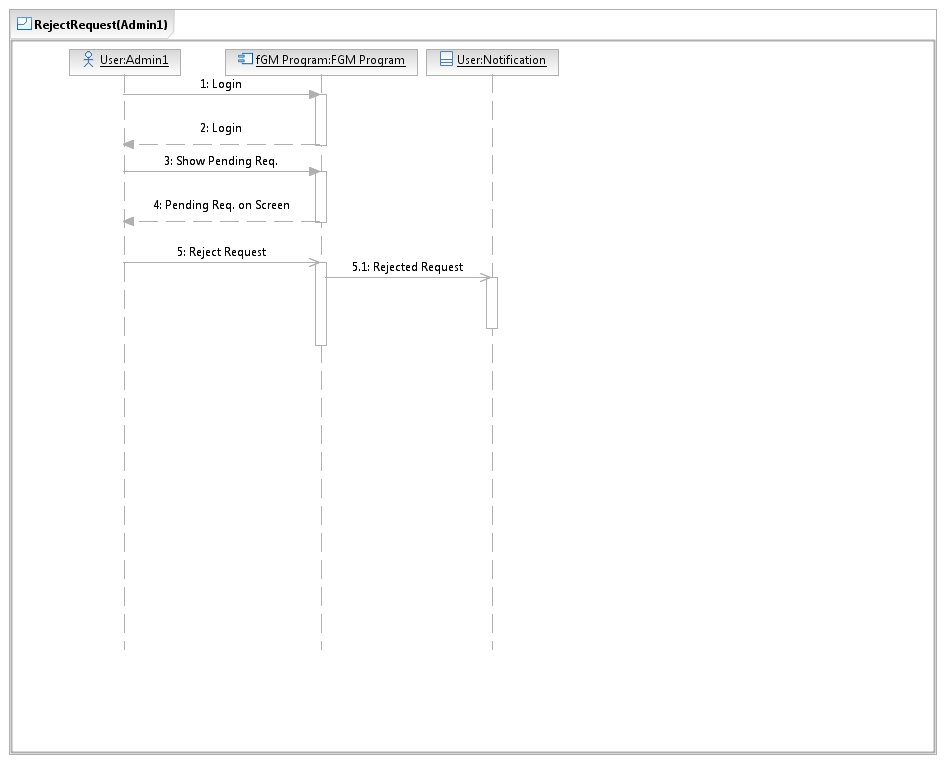 RejectRequest(Admin1)
User:Admin1
fGM Program:FGM Program
User:Notification
1: Login
2: Login
3: Show Pending Req.
4: Pending Req. on Screen
5: Reject Request
5.1: Rejected Request